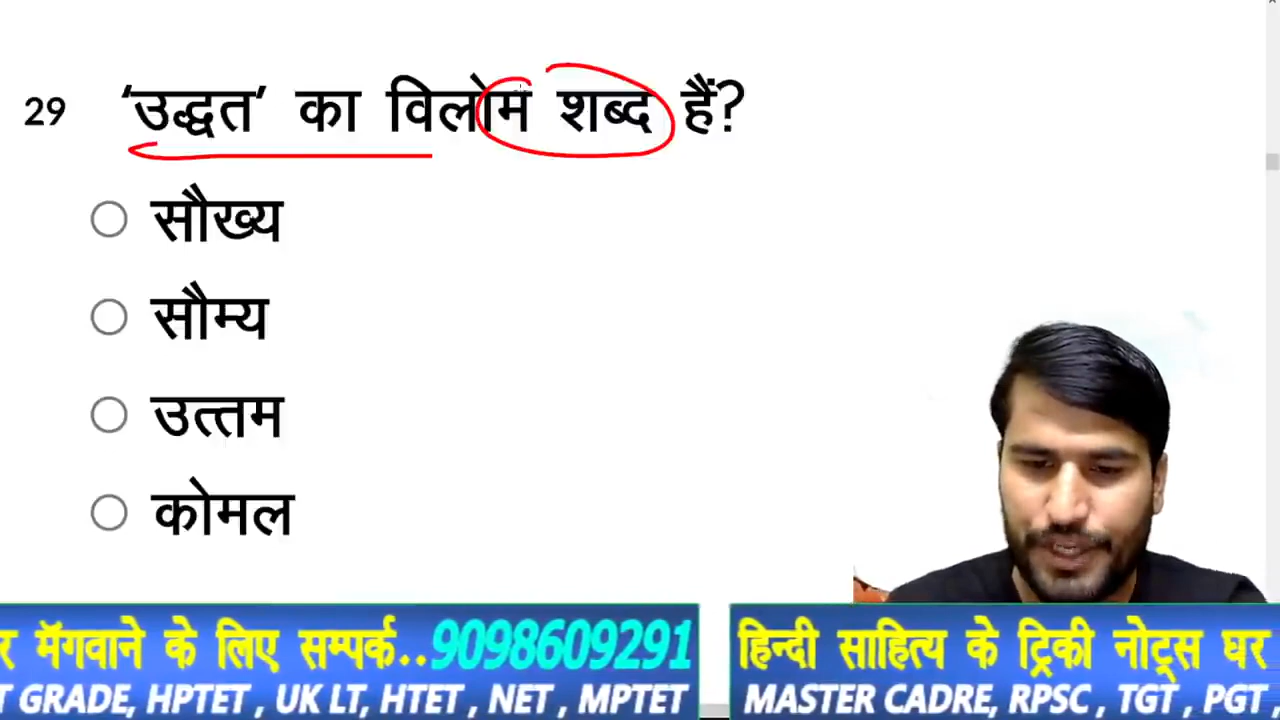 29 ‘उद्धत’ का विलोम शब्द हैं?
सौख्य
सौम्य
उत्तम
कोमल
र मॅगवाने के लिए सम्पर्क..9098609291
हिन्दी साहित्य के ट्रिकी नोट्स घर
T GRADE, HPTET , UK LT, HTET , NET , MPTET
MASTER CADRE, RPSC , TGT , PGT ,